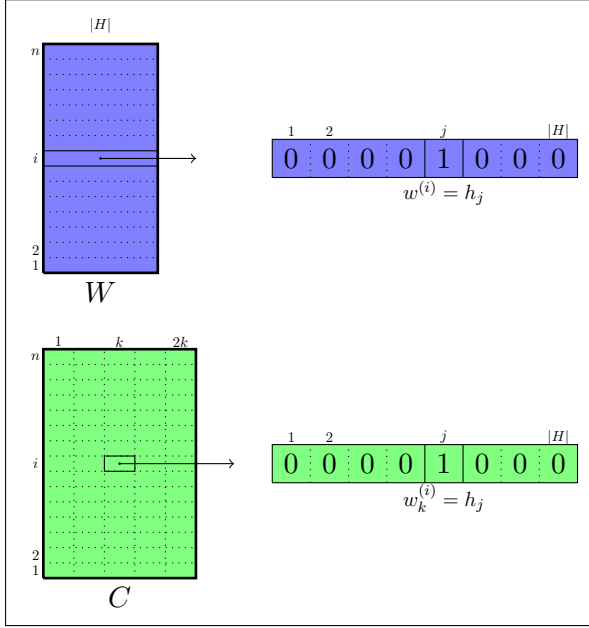 |H|
n
i
2
1
W
1 2 j |H|
0 0 0 0 1 0 0 0
w^{(i)} = h_j
1 k 2k
n
i
2
1
C
1 2 j |H|
0 0 0 0 1 0 0 0
w_k^{(i)} = h_j